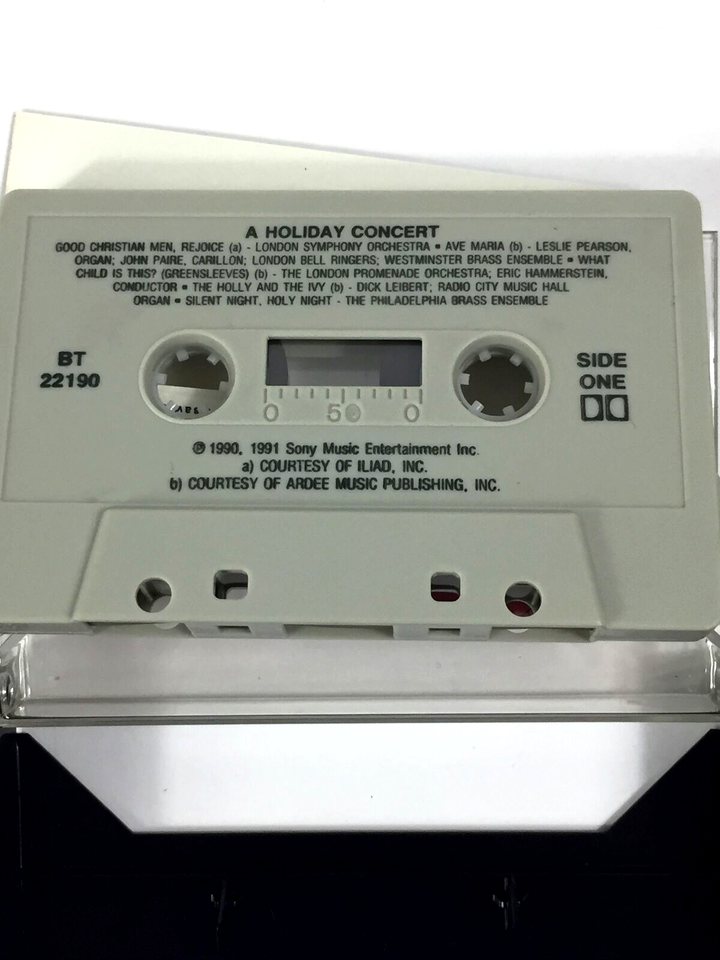 A HOLIDAY CONCERT
GOOD CHRISTIAN MEN, REJOICE (a) - LONDON SYMPHONY ORCHESTRA ▪ AVE MARIA (b) - LESLIE PEARSON,
ORGAN; JOHN PAIRE, CARILLON; LONDON BELL RINGERS; WESTMINSTER BRASS ENSEMBLE ▪ WHAT
CHILD IS THIS? (GREENSLEEVES) (b) - THE LONDON PROMENADE ORCHESTRA; ERIC HAMMERSTEIN,
CONDUCTOR ▪ THE HOLLY AND THE IVY (b) - DICK LEIBERT; RADIO CITY MUSIC HALL
ORGAN ▪ SILENT NIGHT, HOLY NIGHT - THE PHILADELPHIA BRASS ENSEMBLE
BT
22190
SIDE
ONE
0 50 0
℗ 1990, 1991 Sony Music Entertainment Inc.
a) COURTESY OF ILIAD, INC.
b) COURTESY OF ARDEE MUSIC PUBLISHING, INC.